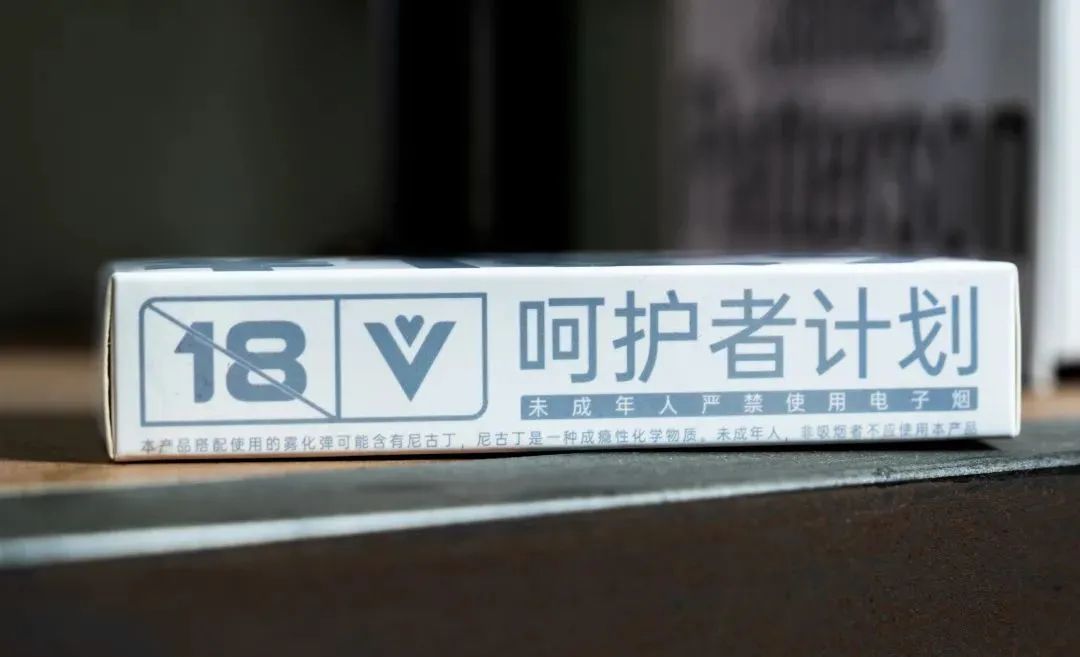 18
呵护者计划
未成年人严禁使用电子烟
本产品搭配使用的雾化弹可能含有尼古丁，尼古丁是一种成瘾性化学物质。未成年人，非吸烟者不应使用本产品